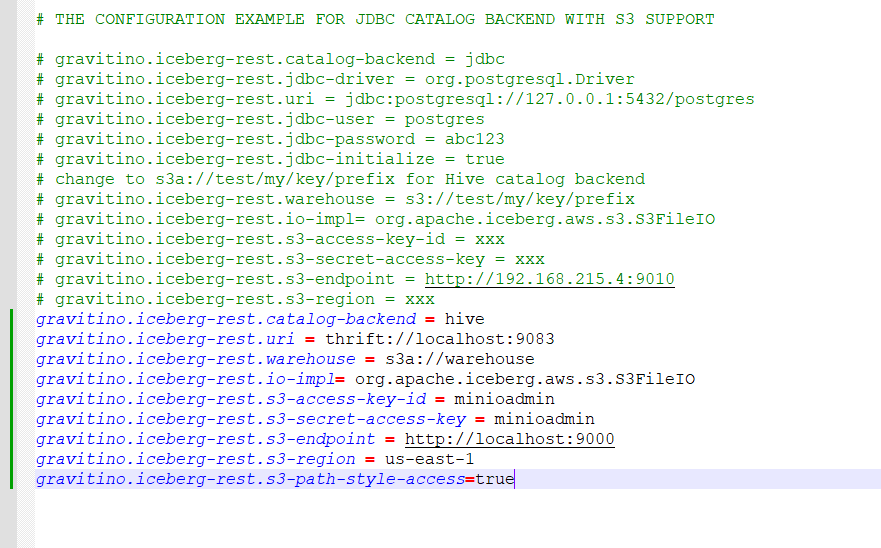 # THE CONFIGURATION EXAMPLE FOR JDBC CATALOG BACKEND WITH S3 SUPPORT
# gravitino.iceberg-rest.catalog-backend = jdbc
# gravitino.iceberg-rest.jdbc-driver = org.postgresql.Driver
# gravitino.iceberg-rest.uri = jdbc:postgresql://127.0.0.1:5432/postgres
# gravitino.iceberg-rest.jdbc-user = postgres
# gravitino.iceberg-rest.jdbc-password = abc123
# gravitino.iceberg-rest.jdbc-initialize = true
# change to s3a://test/my/key/prefix for Hive catalog backend
# gravitino.iceberg-rest.warehouse = s3://test/my/key/prefix
# gravitino.iceberg-rest.io-impl= org.apache.iceberg.aws.s3.S3FileIO
# gravitino.iceberg-rest.s3-access-key-id = xxx
# gravitino.iceberg-rest.s3-secret-access-key = xxx
# gravitino.iceberg-rest.s3-endpoint = http://192.168.215.4:9010
# gravitino.iceberg-rest.s3-region = xxx
gravitino.iceberg-rest.catalog-backend = hive
gravitino.iceberg-rest.uri = thrift://localhost:9083
gravitino.iceberg-rest.warehouse = s3a://warehouse
gravitino.iceberg-rest.io-impl= org.apache.iceberg.aws.s3.S3FileIO
gravitino.iceberg-rest.s3-access-key-id = minioadmin
gravitino.iceberg-rest.s3-secret-access-key = minioadmin
gravitino.iceberg-rest.s3-endpoint = http://localhost:9000
gravitino.iceberg-rest.s3-region = us-east-1
gravitino.iceberg-rest.s3-path-style-access=true